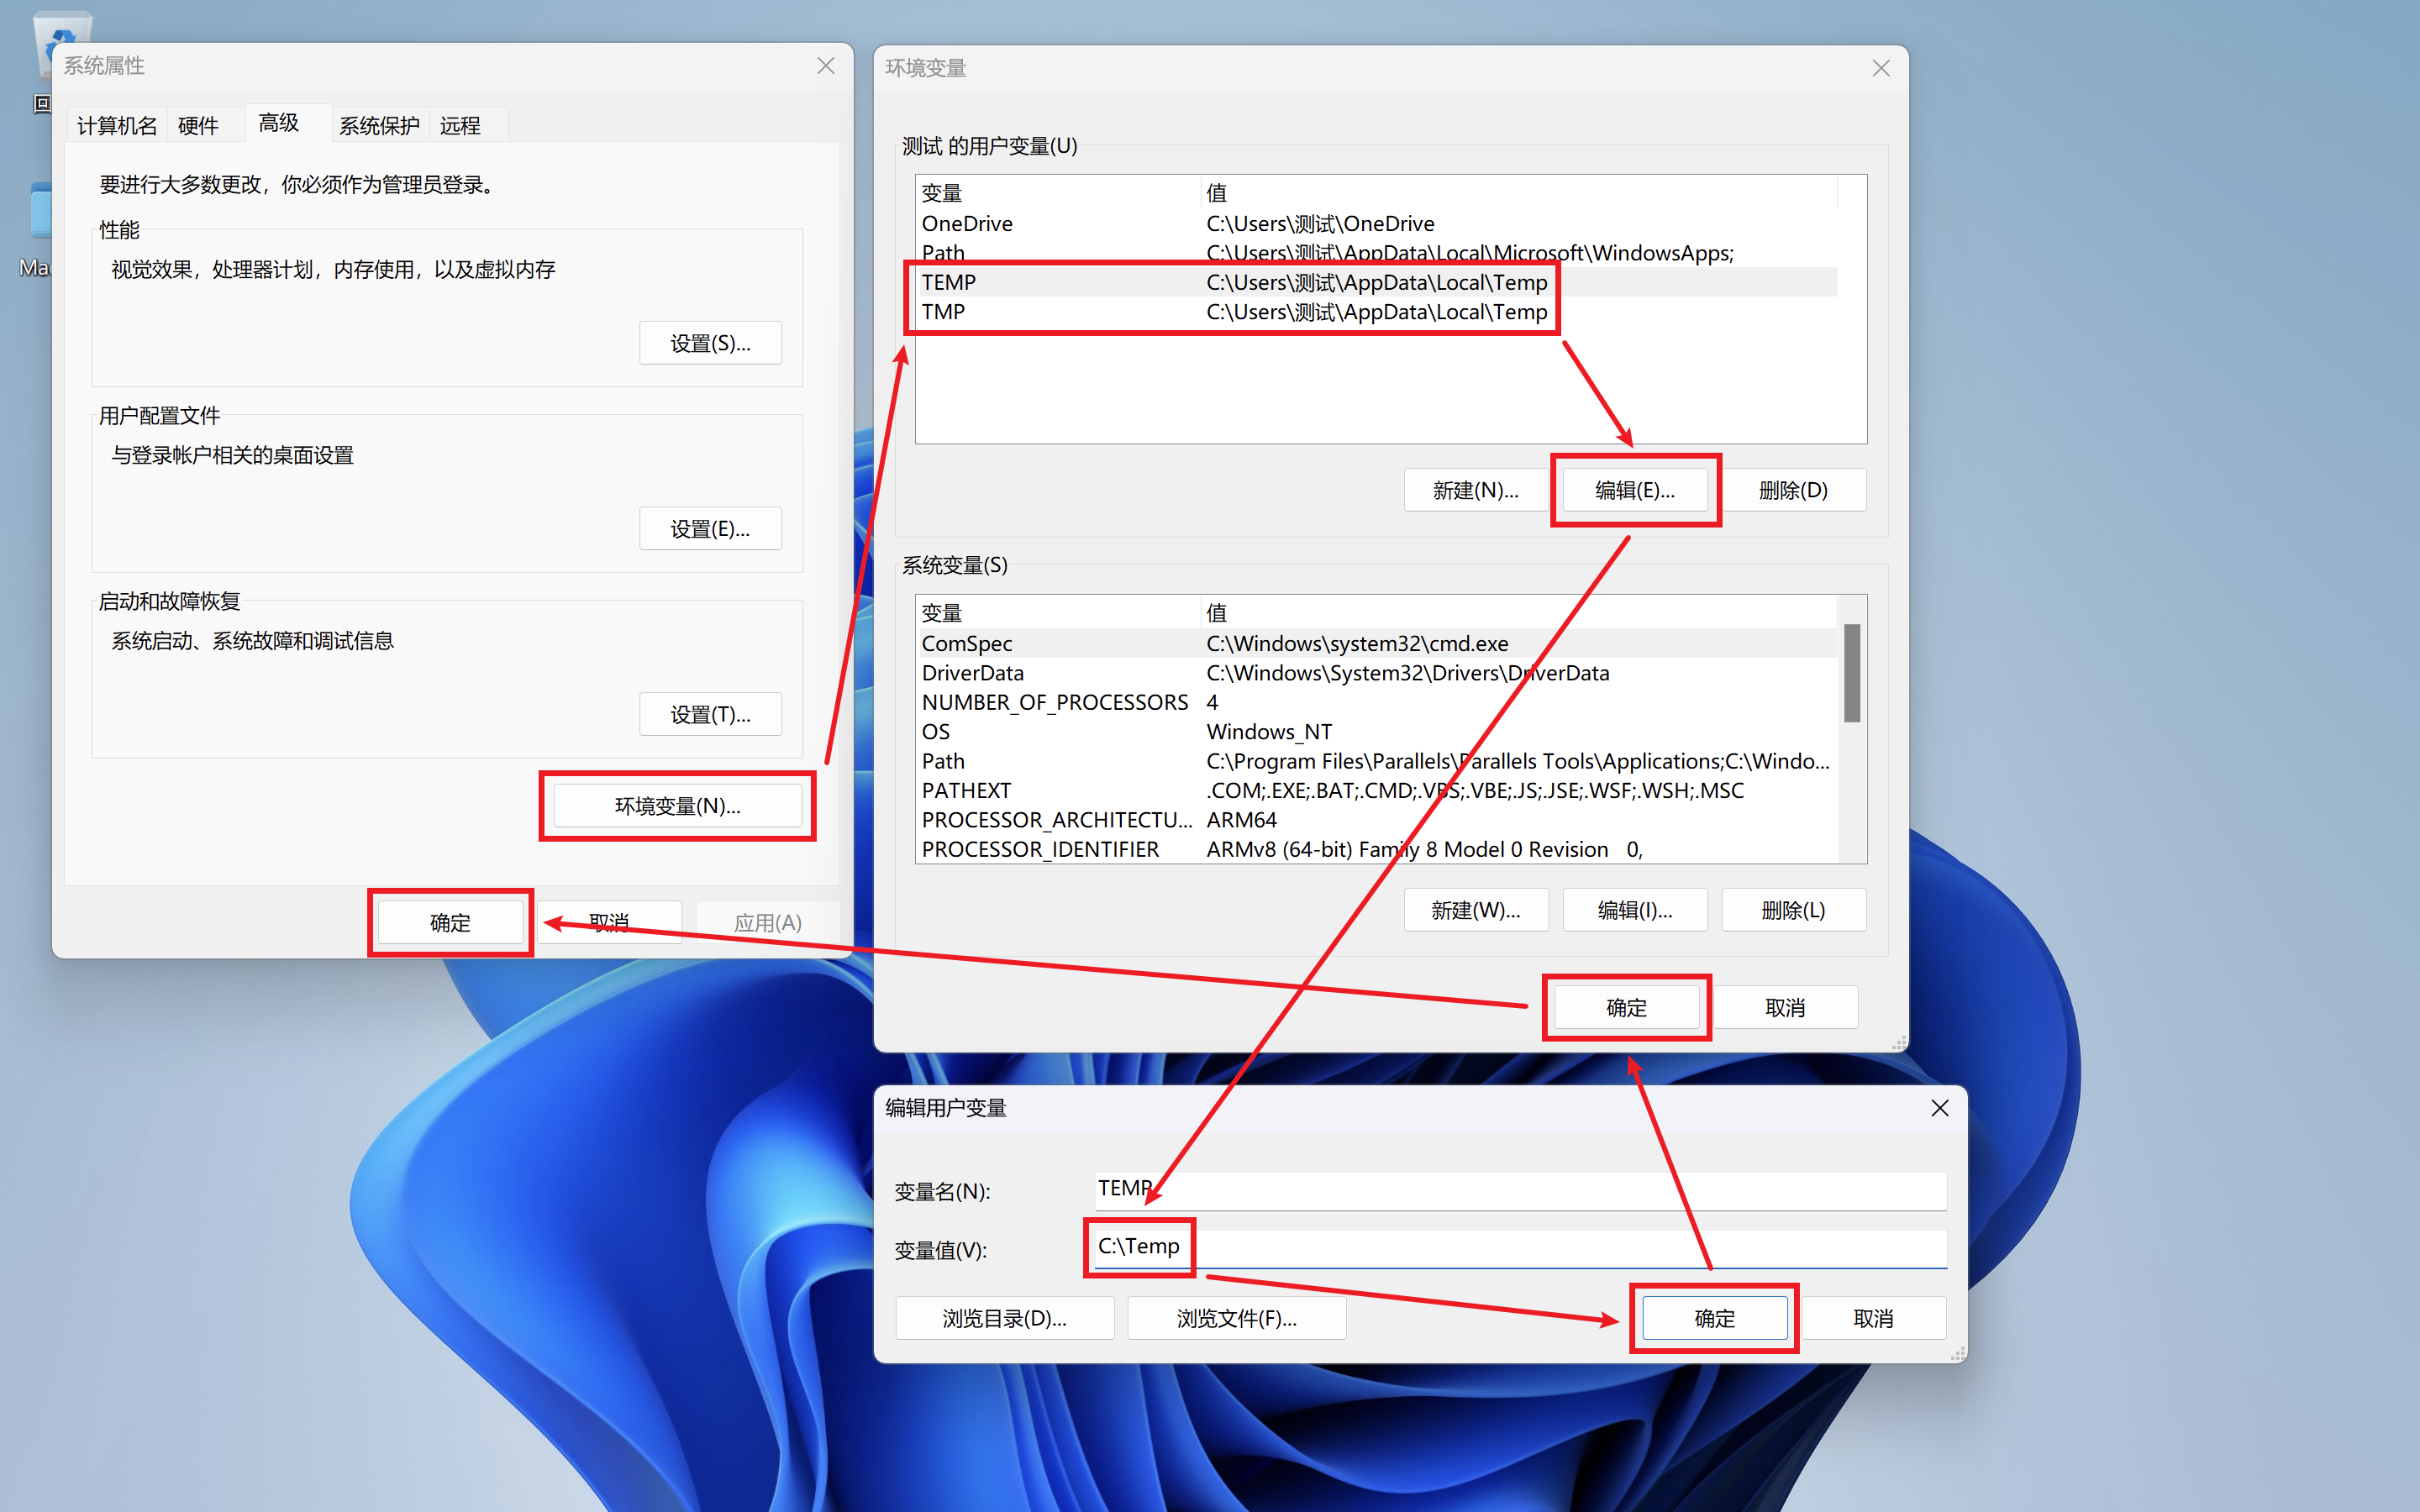 回
Mac
系统属性
计算机名 硬件 高级 系统保护 远程
要进行大多数更改，你必须作为管理员登录。
性能
视觉效果，处理器计划，内存使用，以及虚拟内存
设置(S)...
用户配置文件
与登录帐户相关的桌面设置
设置(E)...
启动和故障恢复
系统启动、系统故障和调试信息
设置(T)...
环境变量(N)...
确定 取消 应用(A)
环境变量
测试 的用户变量(U)
变量 值
OneDrive C:\Users\测试\OneDrive
Path C:\Users\测试\AppData\Local\Microsoft\WindowsApps;
TEMP C:\Users\测试\AppData\Local\Temp
TMP C:\Users\测试\AppData\Local\Temp
新建(N)... 编辑(E)... 删除(D)
系统变量(S)
变量 值
ComSpec C:\Windows\system32\cmd.exe
DriverData C:\Windows\System32\Drivers\DriverData
NUMBER_OF_PROCESSORS 4
OS Windows_NT
Path C:\Program Files\Parallels\Parallels Tools\Applications;C:\Windo...
PATHEXT .COM;.EXE;.BAT;.CMD;.VBS;.VBE;.JS;.JSE;.WSF;.WSH;.MSC
PROCESSOR_ARCHITECTU... ARM64
PROCESSOR_IDENTIFIER ARMv8 (64-bit) Family 8 Model 0 Revision 0,
新建(W)... 编辑(I)... 删除(L)
确定 取消
编辑用户变量
变量名(N): TEMP
变量值(V): C:\Temp
浏览目录(D)... 浏览文件(F)... 确定 取消